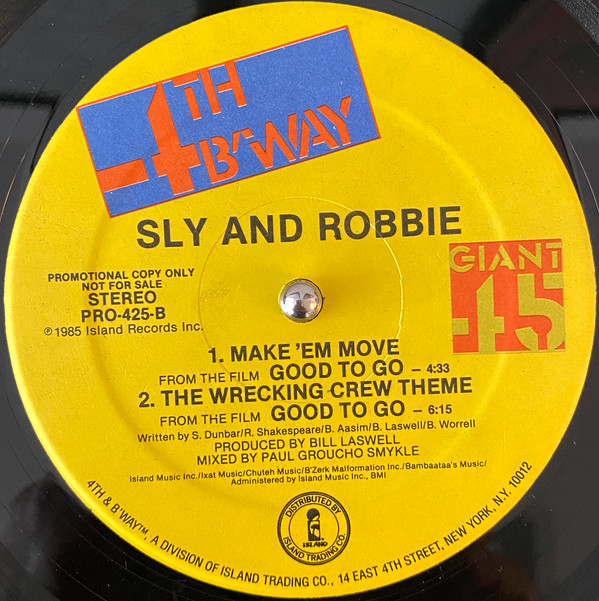 4TH
B'WAY
SLY AND ROBBIE
PROMOTIONAL COPY ONLY
NOT FOR SALE
STEREO
PRO-425-B
℗1985 Island Records Inc.
GIANT
45
1. MAKE 'EM MOVE
FROM THE FILM GOOD TO GO – 4:33
2. THE WRECKING CREW THEME
FROM THE FILM GOOD TO GO – 6:15
Written by S. Dunbar/R. Shakespeare/B. Aasim/B. Laswell/B. Worrell
PRODUCED BY BILL LASWELL
MIXED BY PAUL GROUCHO SMYKLE
Island Music Inc./Ixat Music/Chuteh Music/B'Zerk Malformation Inc./Bambaataa's Music/
Administered by Island Music Inc., BMI
DISTRIBUTED BY
ISLAND
ISLAND TRADING CO.
4TH & B'WAY™, A DIVISION OF ISLAND TRADING CO., 14 EAST 4TH STREET, NEW YORK, N.Y. 10012